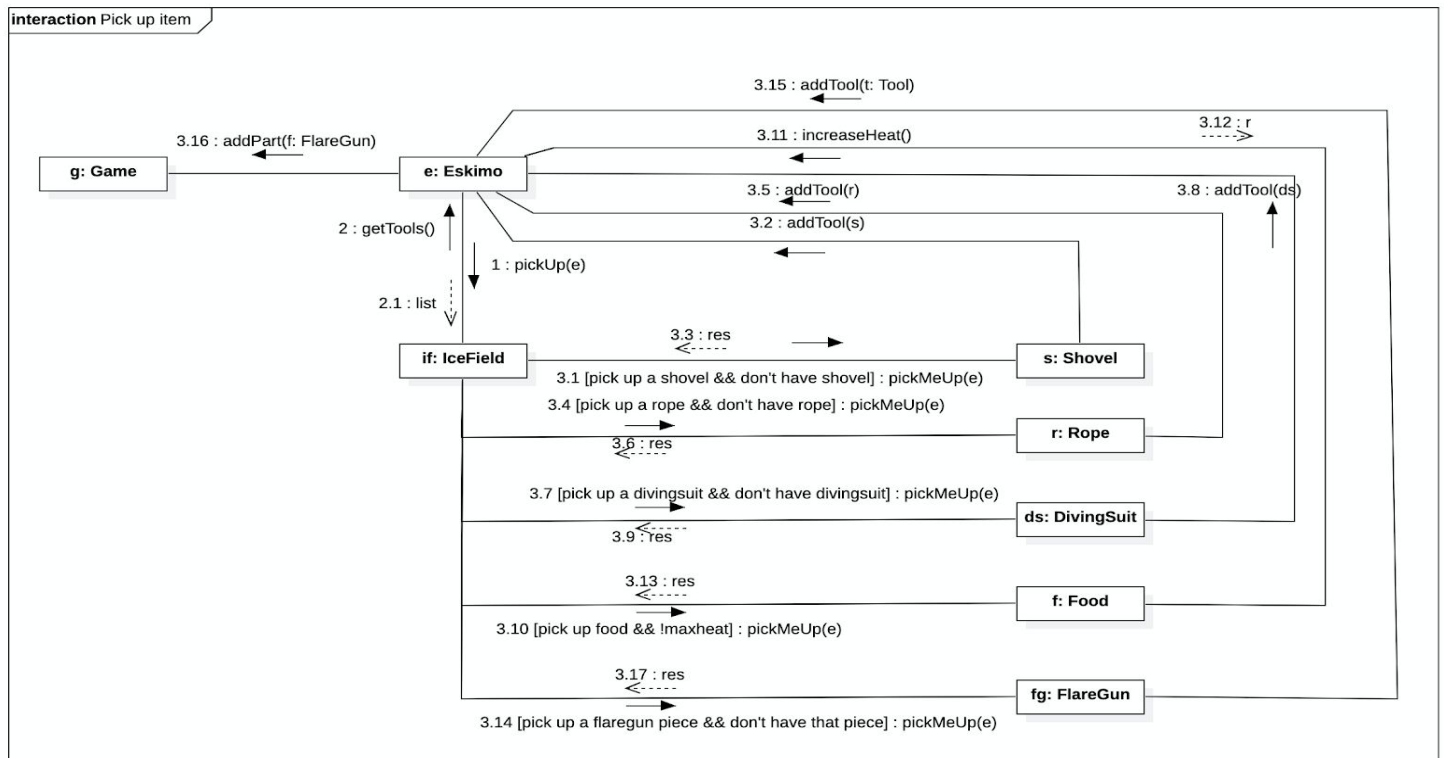 interaction Pick up item
3.15 : addTool(t: Tool)
3.12 : r
3.16 : addPart(f: FlareGun)
3.11 : increaseHeat()
g: Game
e: Eskimo
3.5 : addTool(r)
3.8 : addTool(ds)
2 : getTools()
3.2 : addTool(s)
1 : pickUp(e)
2.1 : list
3.3 : res
if: IceField
s: Shovel
3.1 [pick up a shovel && don't have shovel] : pickMeUp(e)
3.4 [pick up a rope && don't have rope] : pickMeUp(e)
r: Rope
3.6 : res
3.7 [pick up a divingsuit && don't have divingsuit] : pickMeUp(e)
ds: DivingSuit
3.9 : res
3.13 : res
f: Food
3.10 [pick up food && !maxheat] : pickMeUp(e)
3.17 : res
fg: FlareGun
3.14 [pick up a flaregun piece && don't have that piece] : pickMeUp(e)